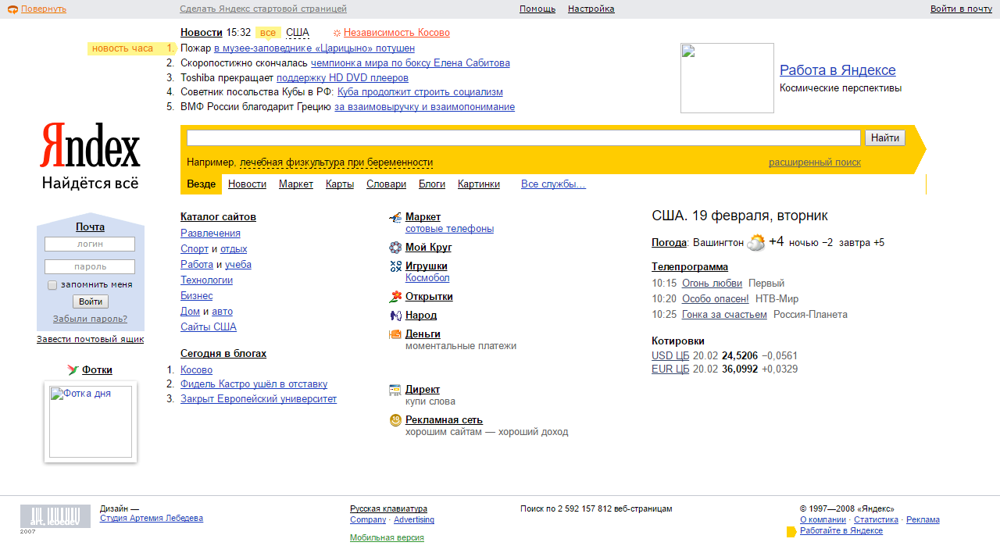 Повернуть Сделать Яндекс стартовой страницей Помощь Настройка Войти в почту
Новости 15:32 все США Независимость Косово
новость часа 1. Пожар в музее-заповеднике «Царицыно» потушен
2. Скоропостижно скончалась чемпионка мира по боксу Елена Сабитова
3. Toshiba прекращает поддержку HD DVD плееров
4. Советник посольства Кубы в РФ: Куба продолжит строить социализм
5. ВМФ России благодарит Грецию за взаимовыручку и взаимопонимание
Работа в Яндексе
Космические перспективы
Яndex
Найдётся всё
Найти
Например, лечебная физкультура при беременности расширенный поиск
Везде Новости Маркет Карты Словари Блоги Картинки Все службы...
Почта
логин
пароль
запомнить меня
Войти
Забыли пароль?
Завести почтовый ящик
Фотки
Фотка дня
Каталог сайтов
Развлечения
Спорт и отдых
Работа и учеба
Технологии
Бизнес
Дом и авто
Сайты США
Сегодня в блогах
1. Косово
2. Фидель Кастро ушёл в отставку
3. Закрыт Европейский университет
Маркет
сотовые телефоны
Мой Круг
Игрушки
Космобол
Открытки
Народ
Деньги
моментальные платежи
Директ
купи слова
Рекламная сеть
хорошим сайтам — хороший доход
США. 19 февраля, вторник
Погода: Вашингтон +4 ночью −2 завтра +5
Телепрограмма
10:15 Огонь любви Первый
10:20 Особо опасен! НТВ-Мир
10:25 Гонка за счастьем Россия-Планета
Котировки
USD ЦБ 20.02 24,5206 −0,0561
EUR ЦБ 20.02 36,0992 +0,0329
art. lebedev
2007
Дизайн —
Студия Артемия Лебедева
Русская клавиатура
Company · Advertising
Мобильная версия
Поиск по 2 592 157 812 веб-страницам
© 1997—2008 «Яндекс»
О компании · Статистика · Реклама
Работайте в Яндексе